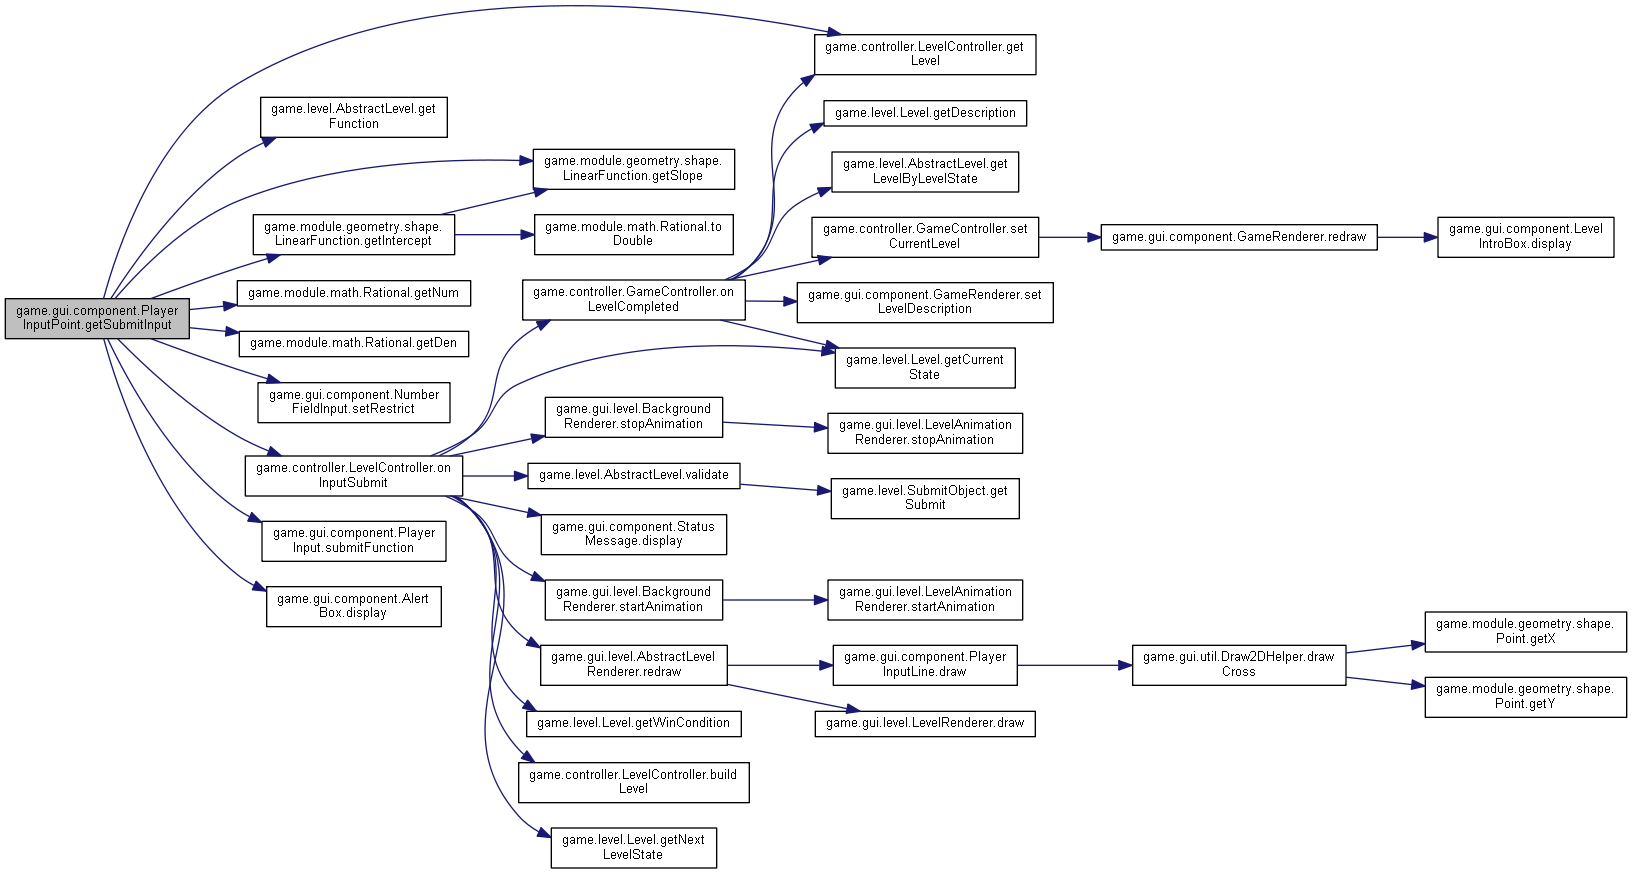 game.gui.component.Player
InputPoint.getSubmitInput
game.level.AbstractLevel.get
Function
game.module.geometry.shape.
LinearFunction.getIntercept
game.module.math.Rational.getNum
game.module.math.Rational.getDen
game.gui.component.Number
FieldInput.setRestrict
game.controller.LevelController.on
InputSubmit
game.gui.component.Player
Input.submitFunction
game.gui.component.Alert
Box.display
game.module.geometry.shape.
LinearFunction.getSlope
game.module.math.Rational.to
Double
game.controller.GameController.on
LevelCompleted
game.gui.level.Background
Renderer.stopAnimation
game.level.AbstractLevel.validate
game.gui.component.Status
Message.display
game.gui.level.Background
Renderer.startAnimation
game.gui.level.AbstractLevel
Renderer.redraw
game.level.Level.getWinCondition
game.controller.LevelController.build
Level
game.level.Level.getNext
LevelState
game.controller.LevelController.get
Level
game.level.Level.getDescription
game.level.AbstractLevel.get
LevelByLevelState
game.controller.GameController.set
CurrentLevel
game.gui.component.GameRenderer.set
LevelDescription
game.level.Level.getCurrent
State
game.gui.level.LevelAnimation
Renderer.stopAnimation
game.level.SubmitObject.get
Submit
game.gui.level.LevelAnimation
Renderer.startAnimation
game.gui.component.Player
InputLine.draw
game.gui.level.LevelRenderer.draw
game.gui.component.GameRenderer.redraw
game.gui.util.Draw2DHelper.draw
Cross
game.gui.component.Level
IntroBox.display
game.module.geometry.shape.
Point.getX
game.module.geometry.shape.
Point.getY